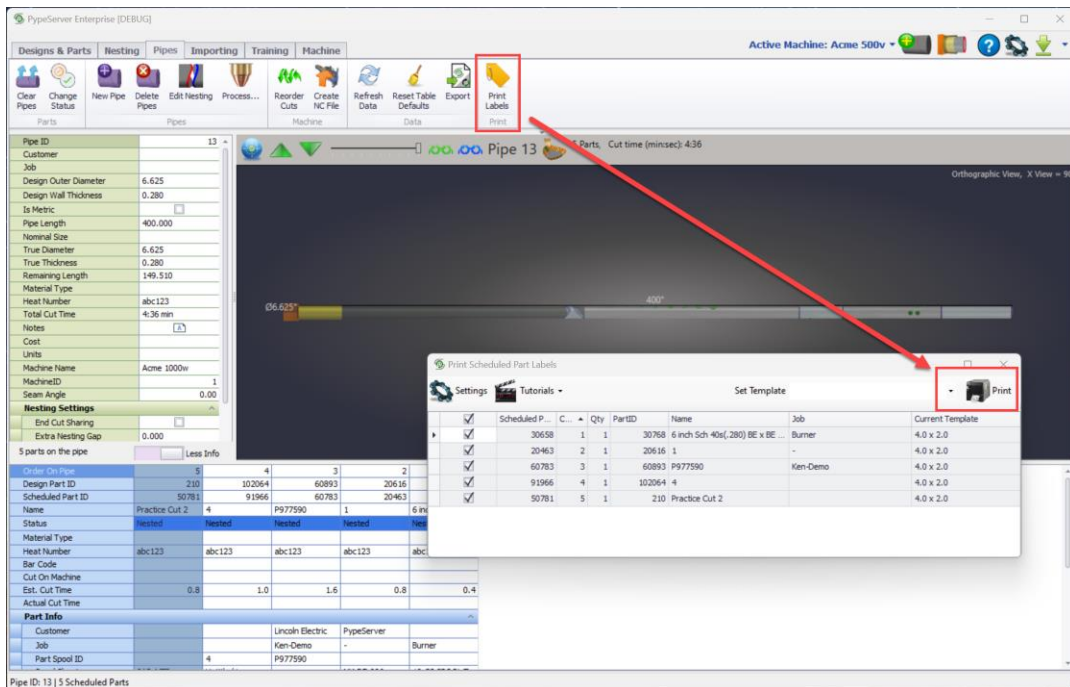 PypeServer Enterprise [DEBUG]
Designs & Parts Nesting Pipes Importing Training Machine
Active Machine: Acme 500v
Clear Pipes
Change Status
New Pipe
Delete Pipes
Edit Nesting
Process...
Reorder Cuts
Create NC File
Refresh Data
Reset Table Defaults
Export
Print Labels
Parts Pipes Machine Data Print
Pipe ID 13
Customer
Job
Design Outer Diameter 6.625
Design Wall Thickness 0.280
Is Metric
Pipe Length 400.000
Nominal Size
True Diameter 6.625
True Thickness 0.280
Remaining Length 149.510
Material Type
Heat Number abc123
Total Cut Time 4:36 min
Notes A
Cost
Units
Machine Name Acme 1000w
MachineID 1
Seam Angle 0.00
Nesting Settings
End Cut Sharing
Extra Nesting Gap 0.000
5 parts on the pipe Less Info
Pipe 13 Parts, Cut time (min:sec): 4:36
Orthographic View, X View = 90
Ø6.625"
400"
Print Scheduled Part Labels
Settings Tutorials Set Template Print
Scheduled P... C... Qty PartID Name Job Current Template
30658 1 1 30768 6 inch Sch 40s(.280) BE x BE ... Burner 4.0 x 2.0
20463 2 1 20616 1 - 4.0 x 2.0
60783 3 1 60893 P977590 Ken-Demo 4.0 x 2.0
91966 4 1 102064 4 4.0 x 2.0
50781 5 1 210 Practice Cut 2 4.0 x 2.0
Order On Pipe 5 4 3 2
Design Part ID 210 102064 60893 20616
Scheduled Part ID 50781 91966 60783 20463
Name Practice Cut 2 4 P977590 1 6 in
Status Nested Nested Nested Nested Nes
Material Type
Heat Number abc123 abc123 abc123 abc123 abc
Bar Code
Cut On Machine
Est. Cut Time 0.8 1.0 1.6 0.8 0.4
Actual Cut Time
Part Info
Customer Lincoln Electric PypeServer
Job Ken-Demo - Burner
Part Spool ID 4 P977590
Pipe ID: 13 | 5 Scheduled Parts